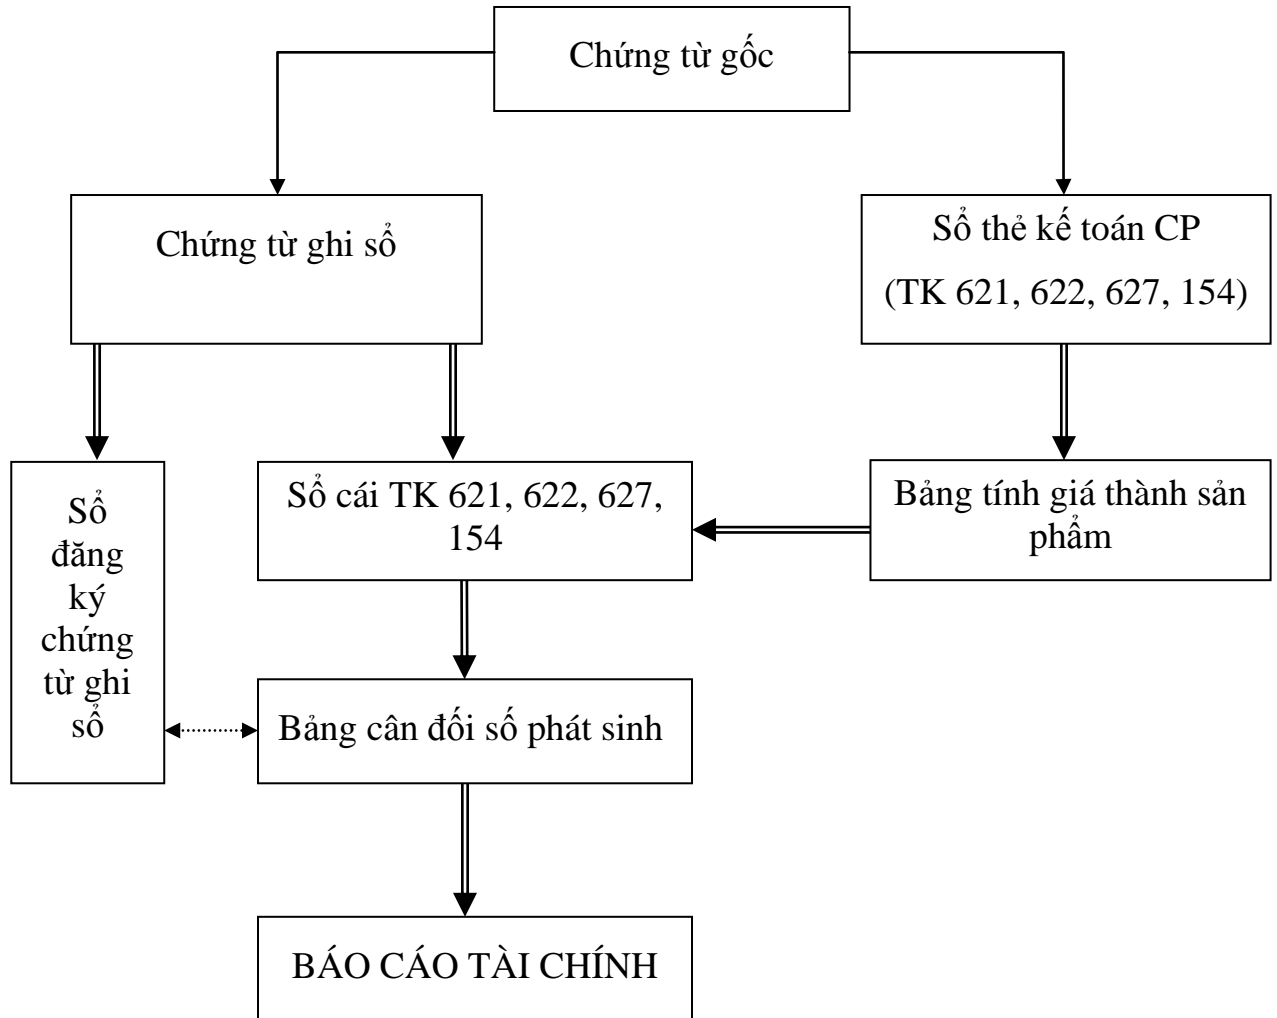 Chứng từ gốc
Chứng từ ghi sổ
Sổ thẻ kế toán CP
(TK 621, 622, 627, 154)
Sổ
đăng
ký
chứng
từ ghi
sổ
Sổ cái TK 621, 622, 627,
154
Bảng tính giá thành sản
phẩm
Bảng cân đối số phát sinh
BÁO CÁO TÀI CHÍNH